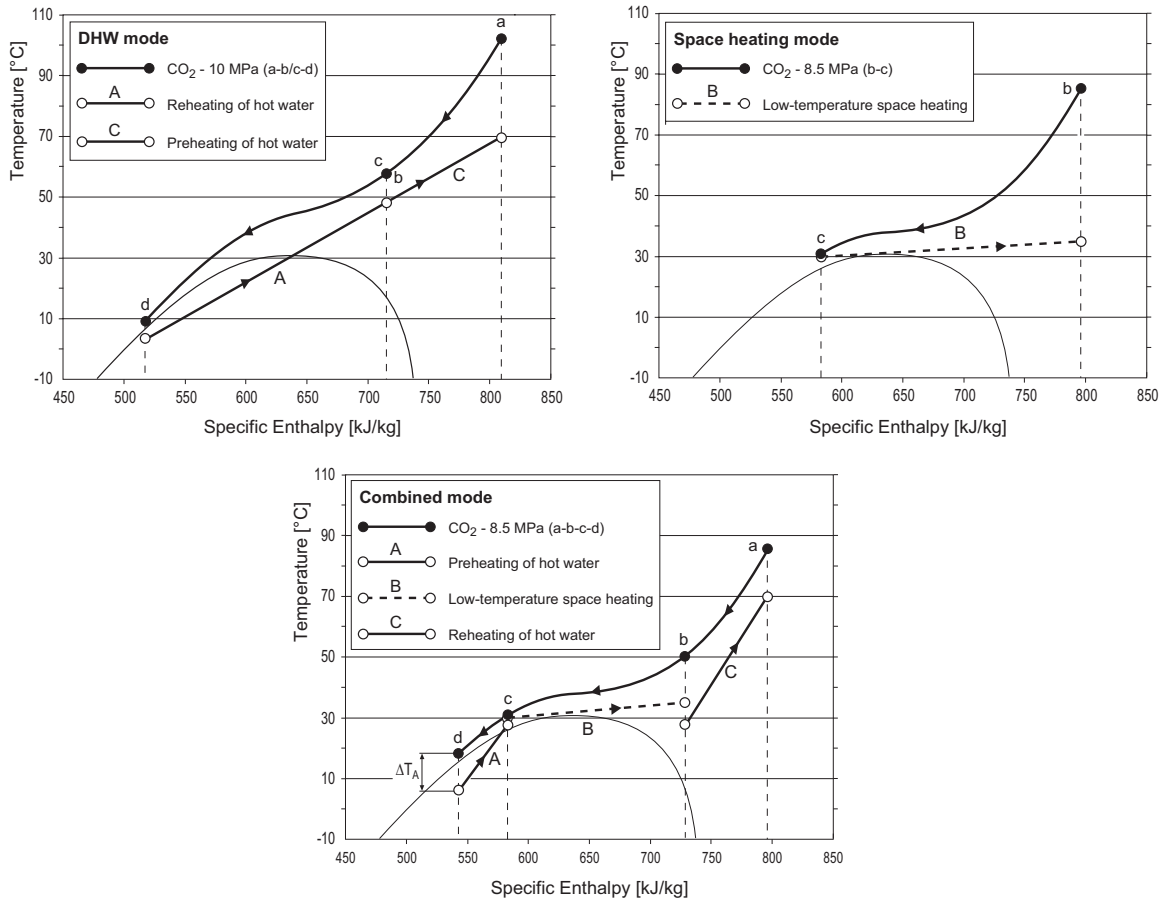 DHW mode
CO2 - 10 MPa (a-b/c-d)
A
Reheating of hot water
C
Preheating of hot water
Temperature [°C]
110
90
70
50
30
10
-10
a
c
b
C
A
d
450 500 550 600 650 700 750 800 850
Specific Enthalpy [kJ/kg]
Space heating mode
CO2 - 8.5 MPa (b-c)
B
Low-temperature space heating
Temperature [°C]
110
90
70
50
30
10
-10
b
c
B
450 500 550 600 650 700 750 800 850
Specific Enthalpy [kJ/kg]
Combined mode
CO2 - 8.5 MPa (a-b-c-d)
A
Preheating of hot water
B
Low-temperature space heating
C
Reheating of hot water
Temperature [°C]
110
90
70
50
30
10
-10
a
b
C
c
B
d
A
ΔTA
450 500 550 600 650 700 750 800 850
Specific Enthalpy [kJ/kg]